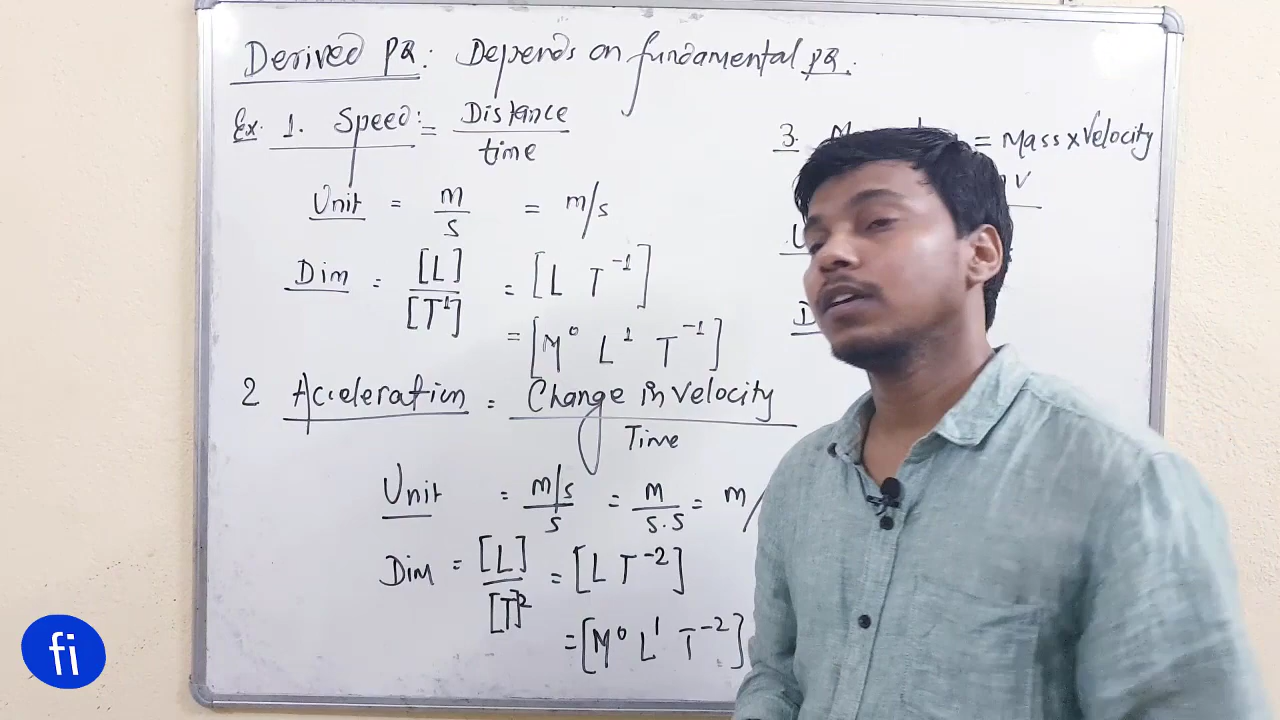 Derived PQ: Depends on fundamental PQ.
Ex. 1. Speed: = Distance / time
Unit = m/s = m/s
Dim = [L] / [T¹] = [L T⁻¹]
= [M⁰ L¹ T⁻¹]
2 Acceleration = Change in velocity / Time
Unit = m/s / s = m / s.s = m/
Dim = [L] / [T]² = [L T⁻²]
= [M⁰ L¹ T⁻²]
3. = Mass x Velocity
V
fi